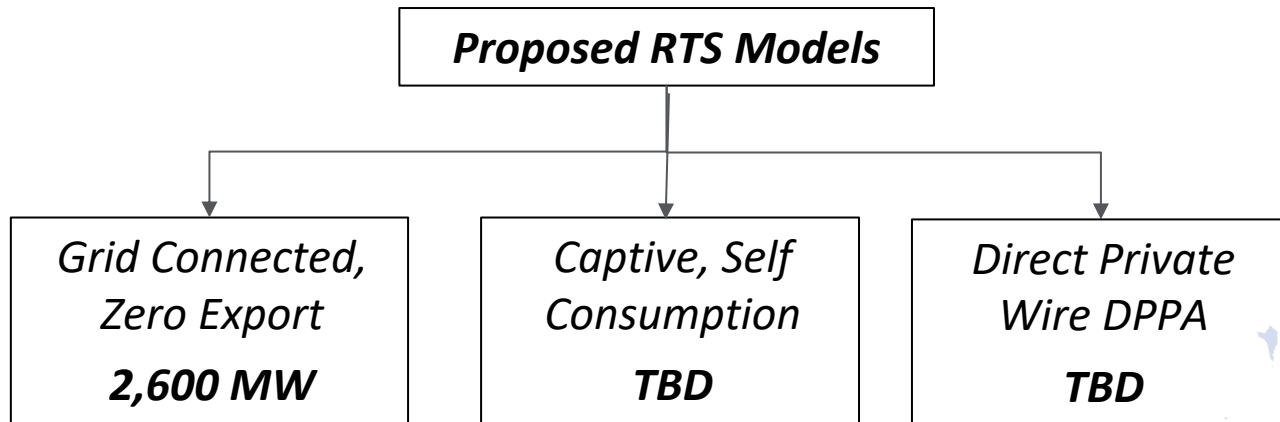 Proposed RTS Models
Grid Connected,
Zero Export
2,600 MW
Captive, Self
Consumption
TBD
Direct Private
Wire DPPA
TBD